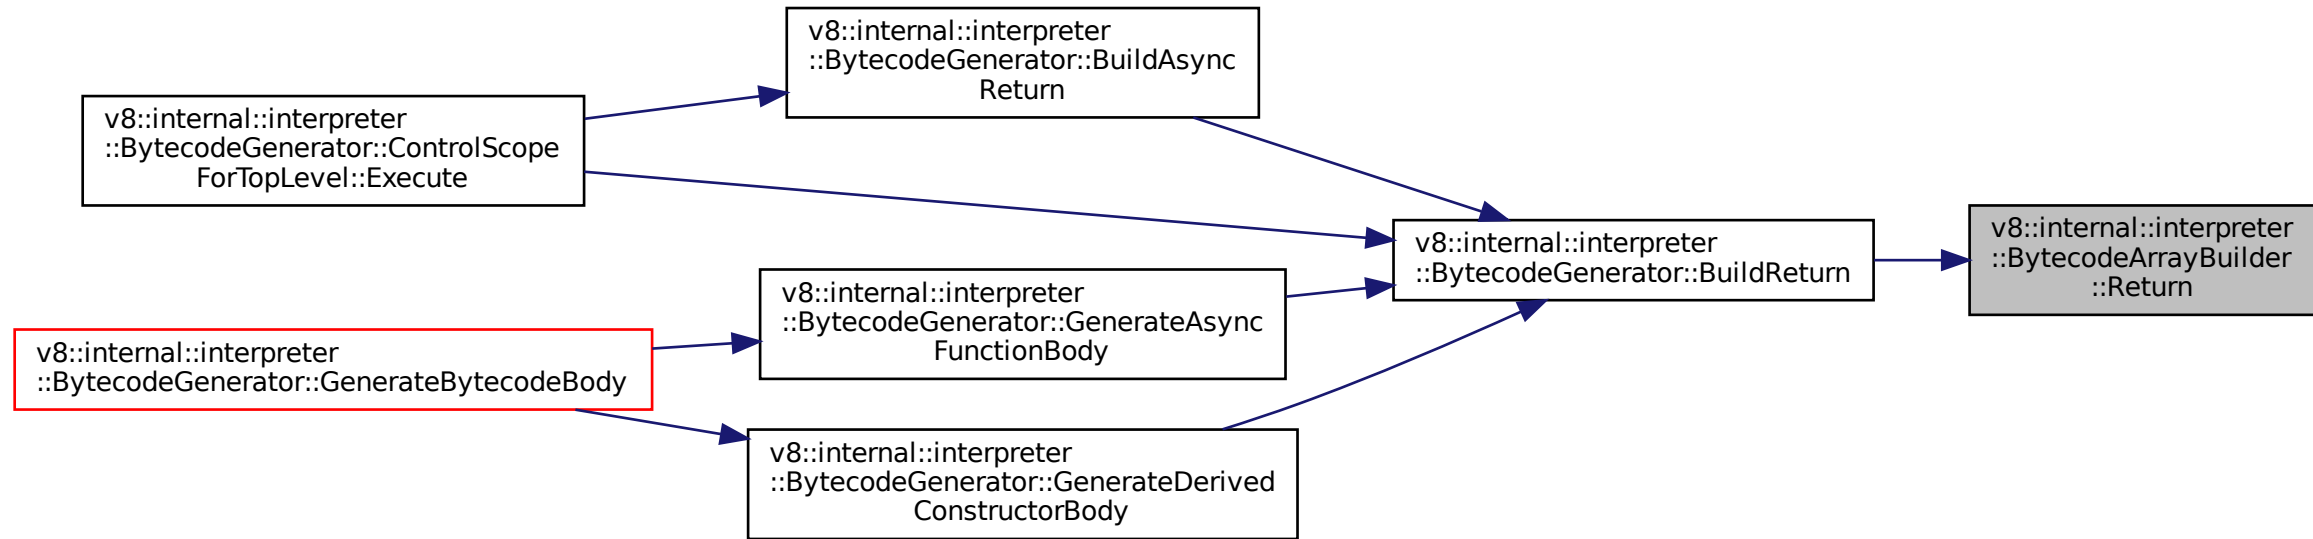 v8::internal::interpreter
::BytecodeGenerator::BuildAsync
Return
v8::internal::interpreter
::BytecodeGenerator::ControlScope
ForTopLevel::Execute
v8::internal::interpreter
::BytecodeArrayBuilder
::Return
v8::internal::interpreter
::BytecodeGenerator::BuildReturn
v8::internal::interpreter
::BytecodeGenerator::GenerateAsync
FunctionBody
v8::internal::interpreter
::BytecodeGenerator::GenerateBytecodeBody
v8::internal::interpreter
::BytecodeGenerator::GenerateDerived
ConstructorBody